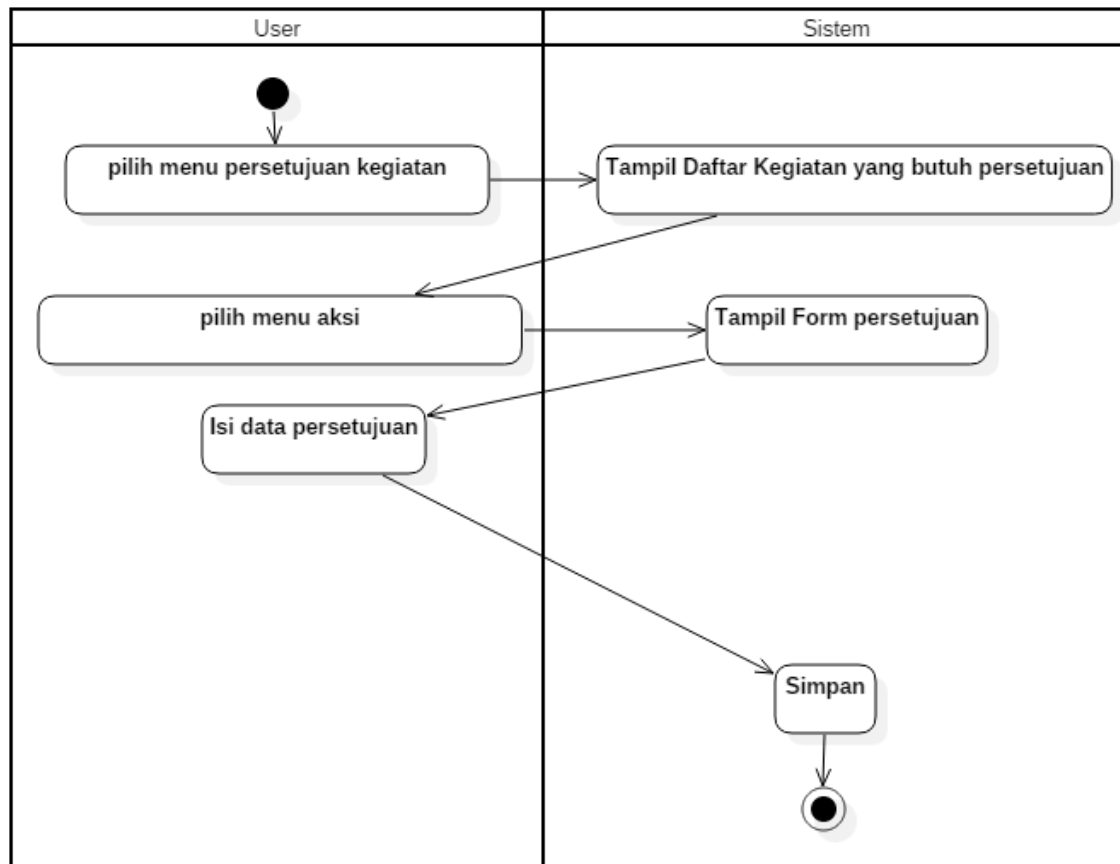 User
Sistem
pilih menu persetujuan kegiatan
Tampil Daftar Kegiatan yang butuh persetujuan
pilih menu aksi
Tampil Form persetujuan
Isi data persetujuan
Simpan